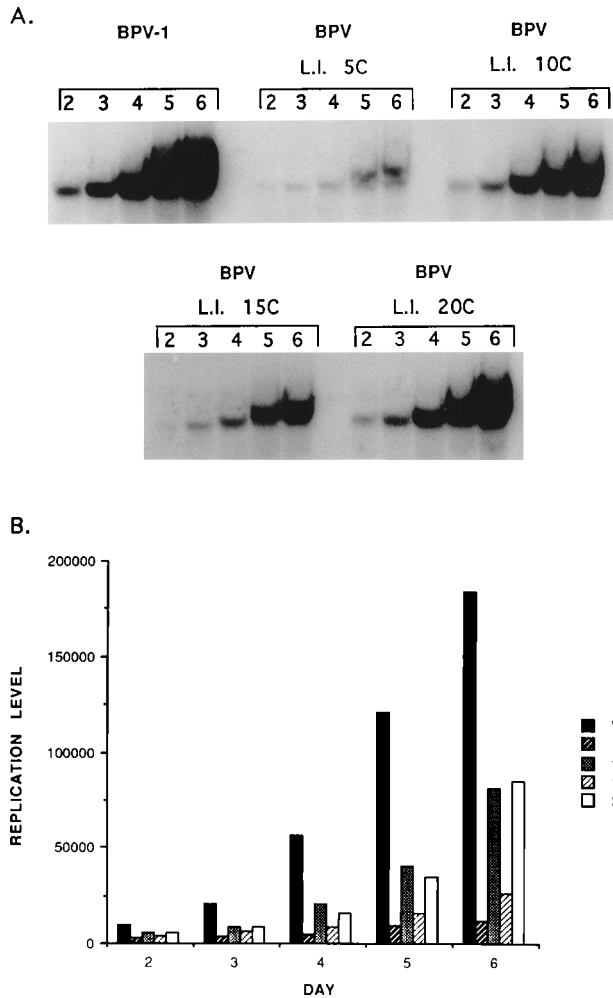 A.
BPV-1 BPV BPV
L.I. 5C L.I. 10C
2 3 4 5 6 2 3 4 5 6 2 3 4 5 6
BPV BPV
L.I. 15C L.I. 20C
2 3 4 5 6 2 3 4 5 6
B.
200000
150000
100000
50000
0
REPLICATION LEVEL
2 3 4 5 6
DAY